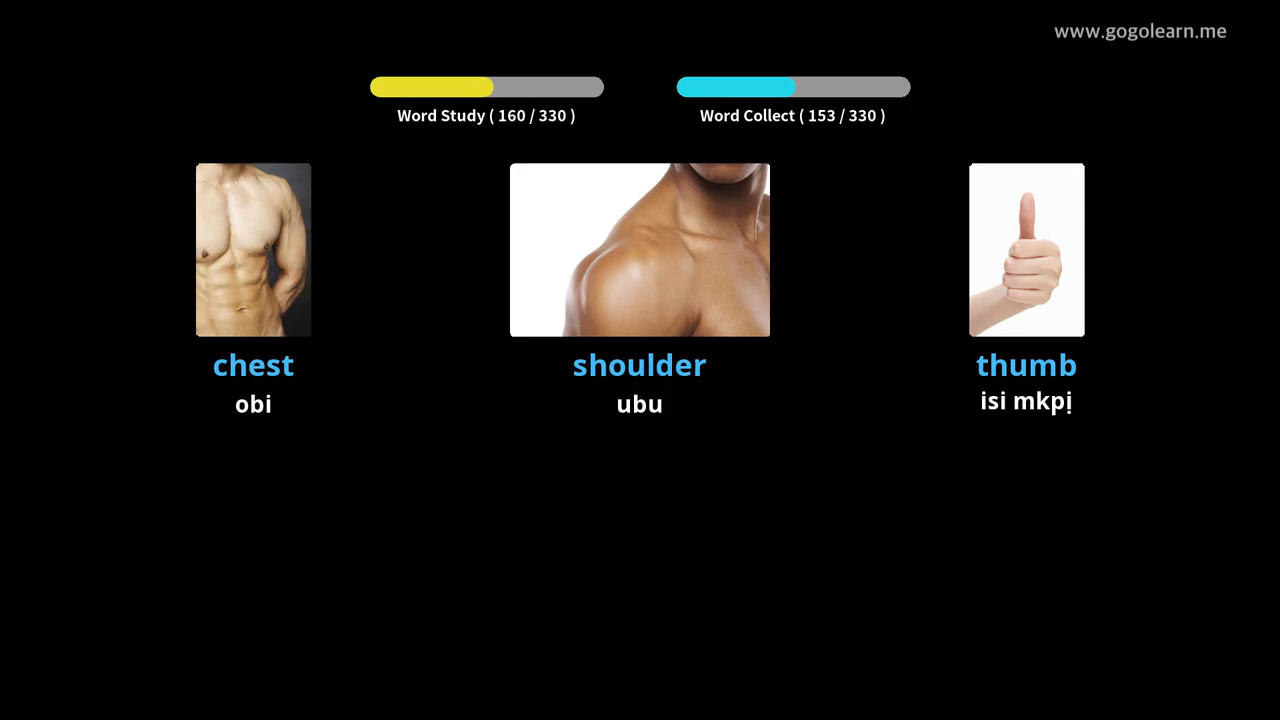 www.gogolearn.me
Word Study ( 160 / 330 )
Word Collect ( 153 / 330 )
chest
shoulder
thumb
obi
ubu
isi mkpị